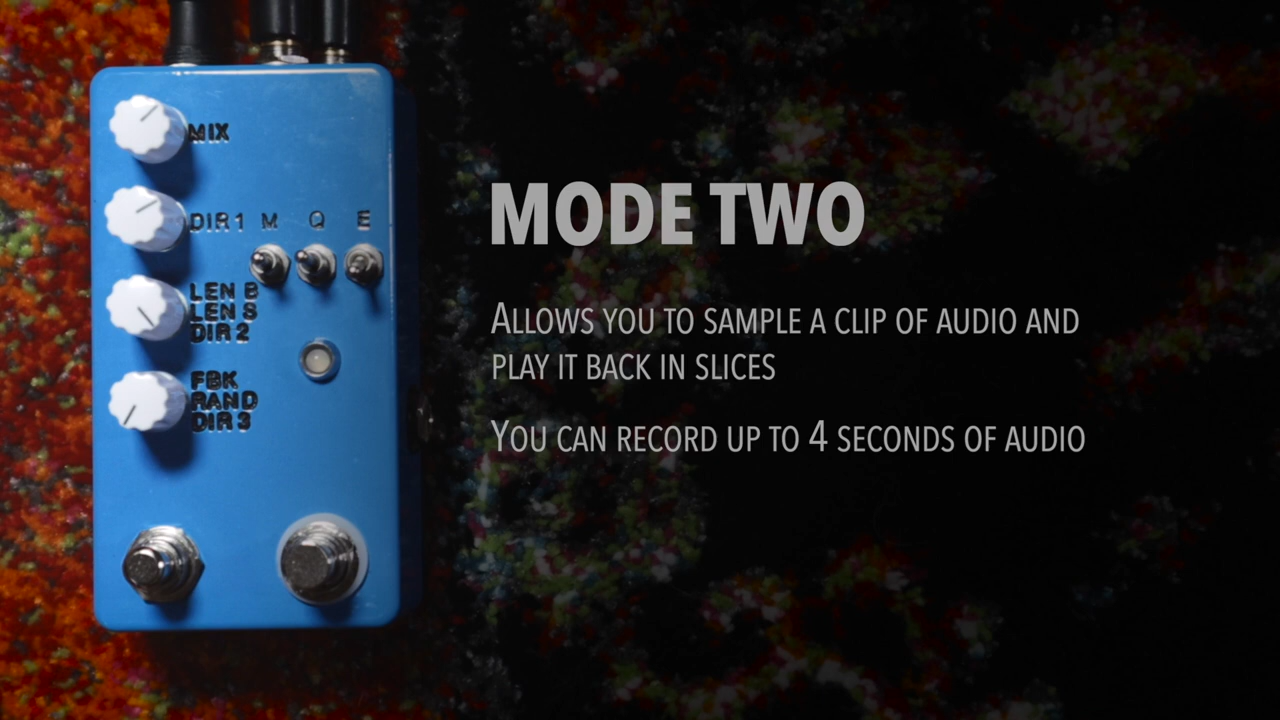 MIX
DIR 1 M Q E
LEN B
LEN S
DIR 2
FBK
RAND
DIR 3
MODE TWO
ALLOWS YOU TO SAMPLE A CLIP OF AUDIO AND
PLAY IT BACK IN SLICES
YOU CAN RECORD UP TO 4 SECONDS OF AUDIO